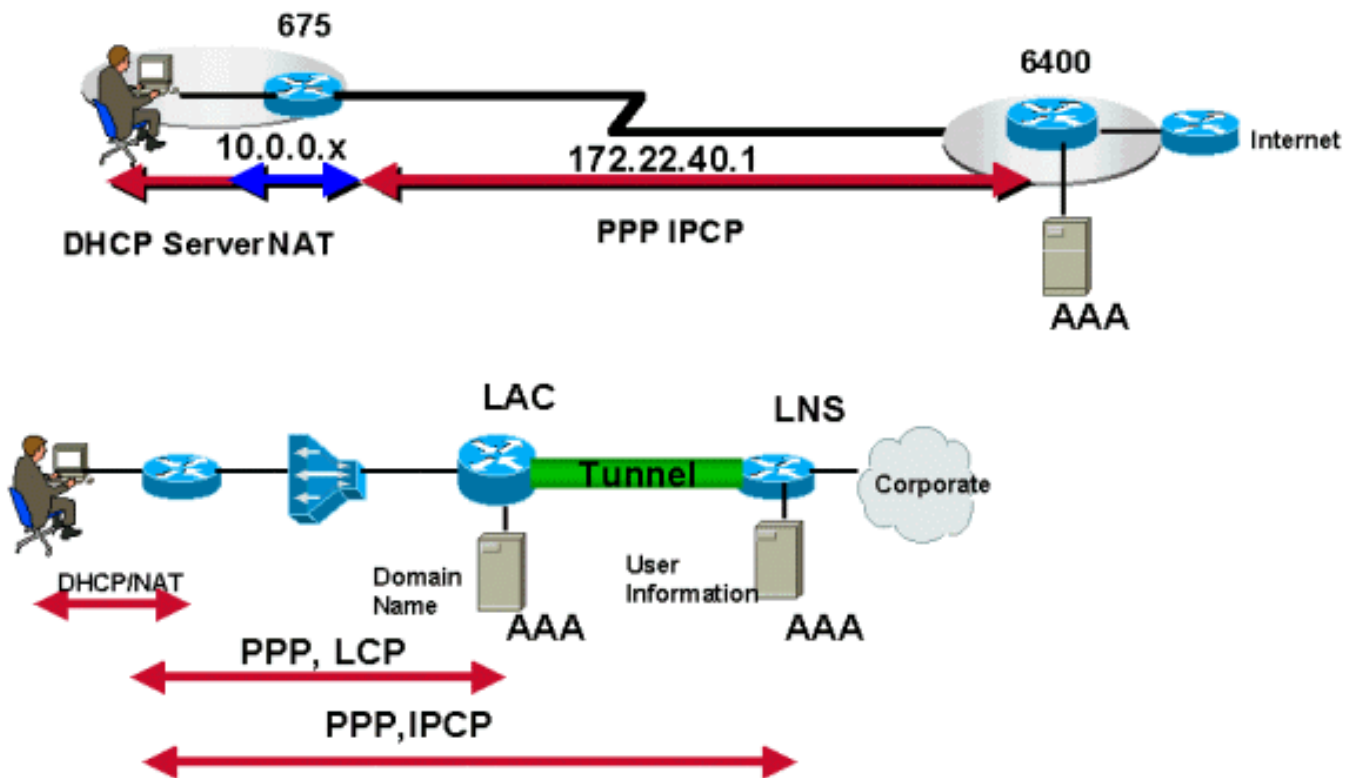 675
6400
10.0.0.x
172.22.40.1
Internet
DHCP Server NAT
PPP IPCP
AAA
LAC
LNS
Tunnel
Corporate
DHCP/NAT
Domain
Name
User
Information
AAA
AAA
PPP, LCP
PPP,IPCP